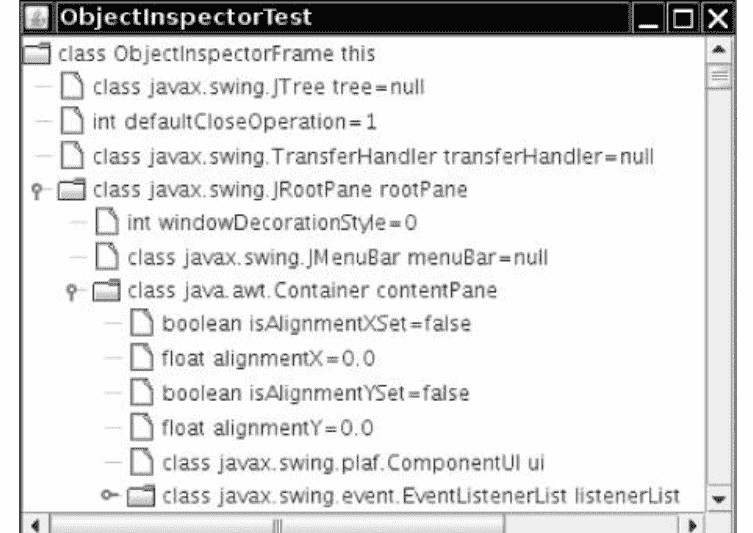 ObjectInspectorTest
class ObjectInspectorFrame this
class javax.swing.JTree tree=null
int defaultCloseOperation=1
class javax.swing.TransferHandler transferHandler=null
class javax.swing.JRootPane rootPane
int windowDecorationStyle=0
class javax.swing.JMenuBar menuBar=null
class java.awt.Container contentPane
boolean isAlignmentXSet=false
float alignmentX=0.0
boolean isAlignmentYSet=false
float alignmentY=0.0
class javax.swing.plaf.ComponentUI ui
class javax.swing.event.EventListenerList listenerList